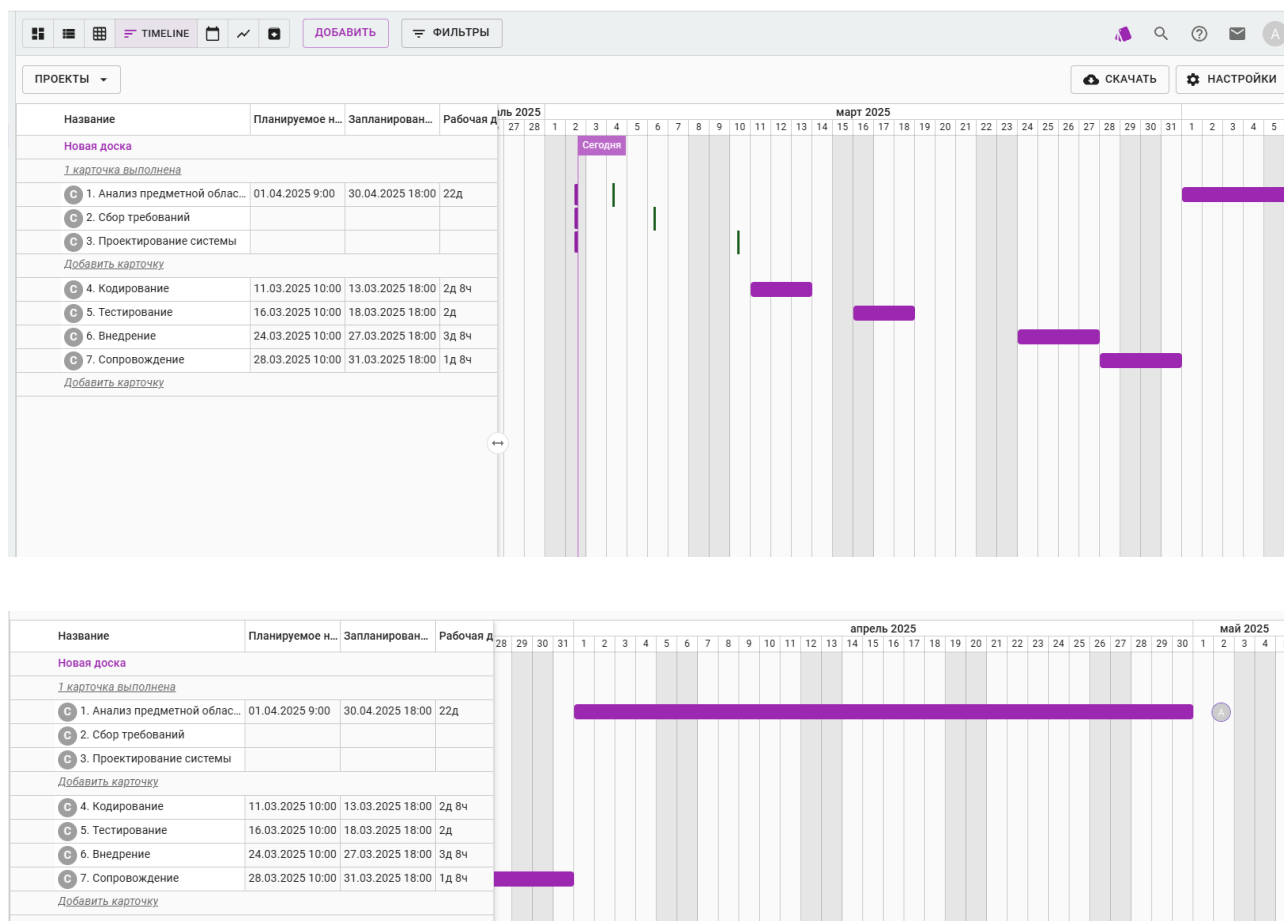 TIMELINE ДОБАВИТЬ ФИЛЬТРЫ A
ПРОЕКТЫ СКАЧАТЬ НАСТРОЙКИ
Название Планируемое н... Запланирован... Рабочая д ль 2025 март 2025
27 28 1 2 3 4 5 6 7 8 9 10 11 12 13 14 15 16 17 18 19 20 21 22 23 24 25 26 27 28 29 30 31 1 2 3 4 5
Новая доска Сегодня
1 карточка выполнена
C 1. Анализ предметной облас... 01.04.2025 9:00 30.04.2025 18:00 22д
C 2. Сбор требований
C 3. Проектирование системы
Добавить карточку
C 4. Кодирование 11.03.2025 10:00 13.03.2025 18:00 2д 8ч
C 5. Тестирование 16.03.2025 10:00 18.03.2025 18:00 2д
C 6. Внедрение 24.03.2025 10:00 27.03.2025 18:00 3д 8ч
C 7. Сопровождение 28.03.2025 10:00 31.03.2025 18:00 1д 8ч
Добавить карточку
Название Планируемое н... Запланирован... Рабочая д апрель 2025 май 2025
28 29 30 31 1 2 3 4 5 6 7 8 9 10 11 12 13 14 15 16 17 18 19 20 21 22 23 24 25 26 27 28 29 30 1 2 3 4
Новая доска
1 карточка выполнена
C 1. Анализ предметной облас... 01.04.2025 9:00 30.04.2025 18:00 22д A
C 2. Сбор требований
C 3. Проектирование системы
Добавить карточку
C 4. Кодирование 11.03.2025 10:00 13.03.2025 18:00 2д 8ч
C 5. Тестирование 16.03.2025 10:00 18.03.2025 18:00 2д
C 6. Внедрение 24.03.2025 10:00 27.03.2025 18:00 3д 8ч
C 7. Сопровождение 28.03.2025 10:00 31.03.2025 18:00 1д 8ч
Добавить карточку